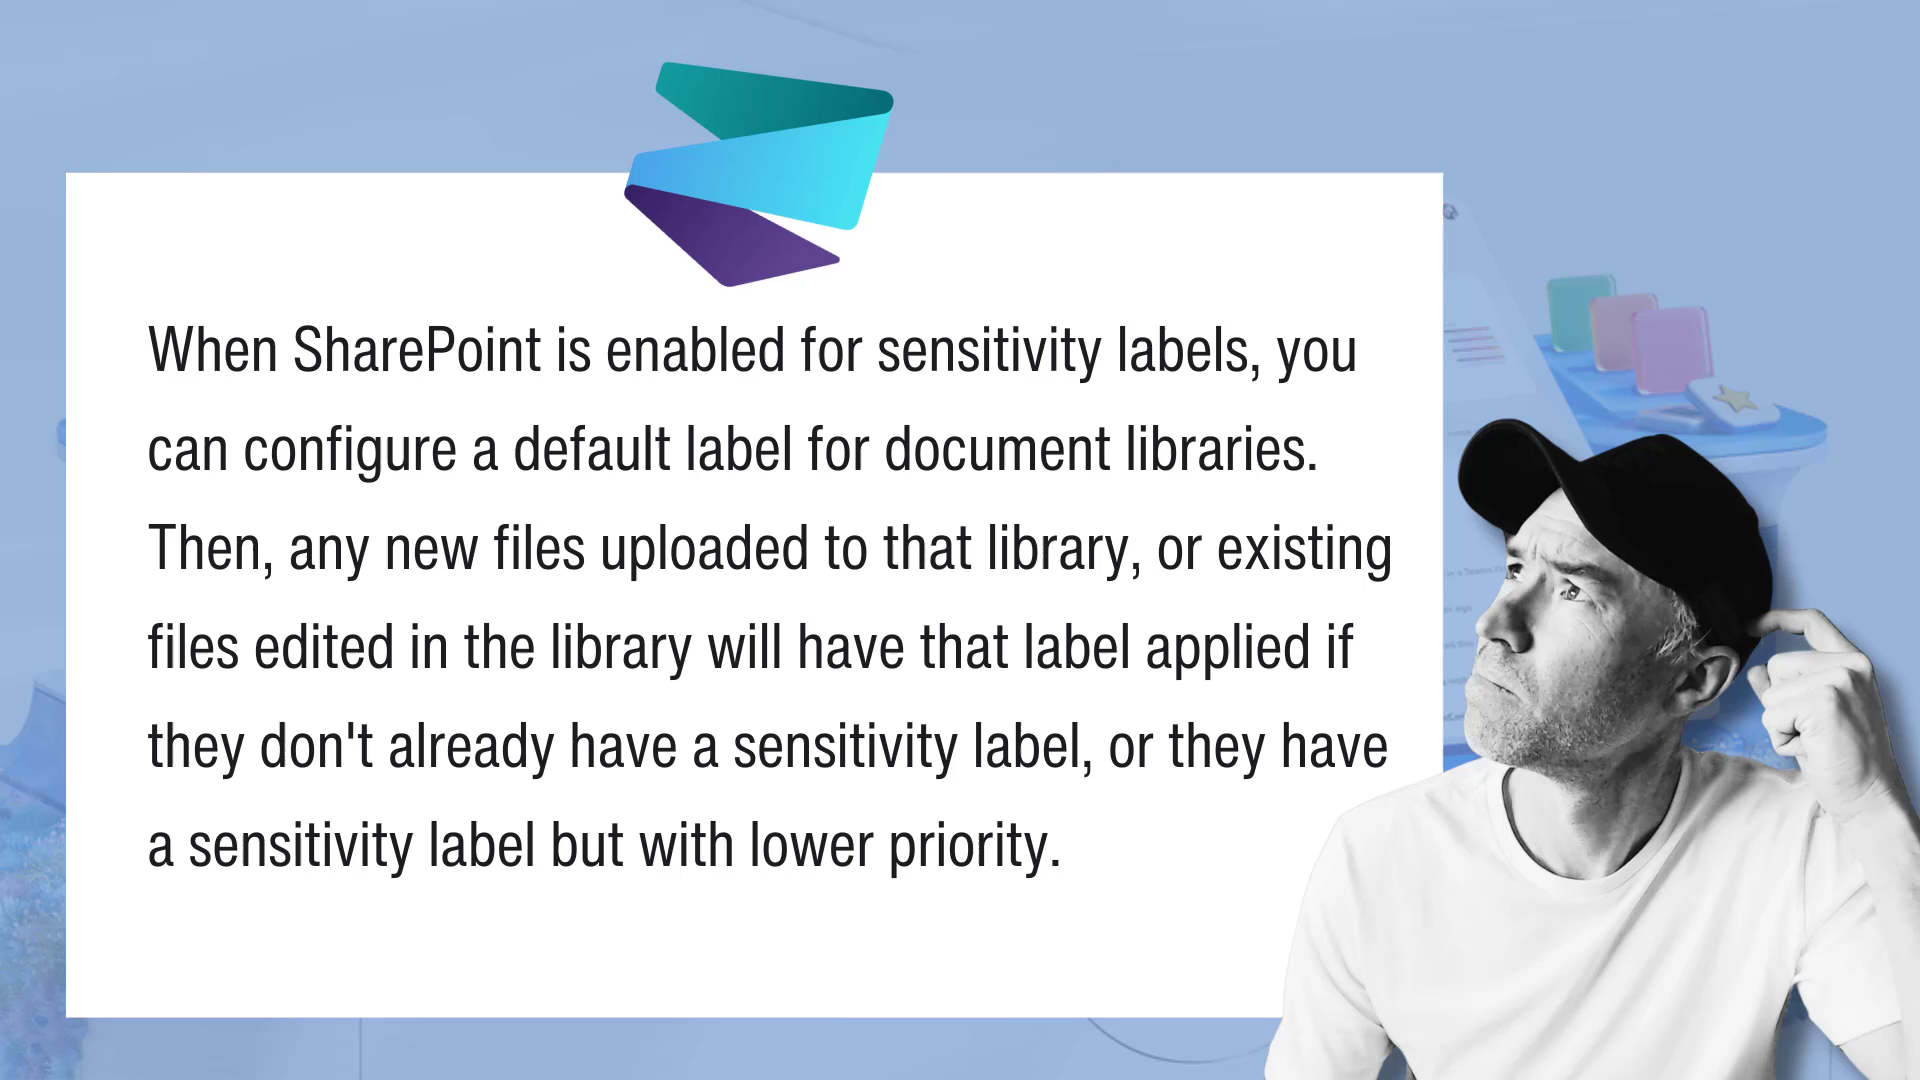 When SharePoint is enabled for sensitivity labels, you
can configure a default label for document libraries.
Then, any new files uploaded to that library, or existing
files edited in the library will have that label applied if
they don't already have a sensitivity label, or they have
a sensitivity label but with lower priority.